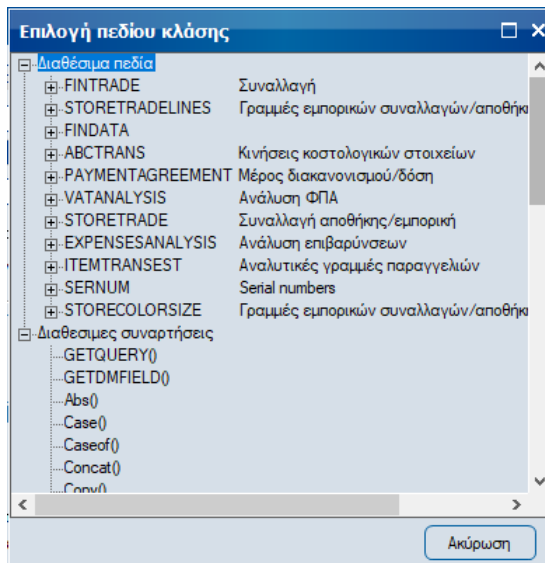 Επιλογή πεδίου κλάσης
Διαθέσιμα πεδία
FINTRADE Συναλλαγή
STORETRADELINES Γραμμές εμπορικών συναλλαγών/αποθήκ
FINDATA
ABCTRANS Κινήσεις κοστολογικών στοιχείων
PAYMENTAGREEMENT Μέρος διακανονισμού/δόση
VATANALYSIS Ανάλυση ΦΠΑ
STORETRADE Συναλλαγή αποθήκης/εμπορική
EXPENSESANALYSIS Ανάλυση επιβαρύνσεων
ITEMTRANSEST Αναλυτικές γραμμές παραγγελιών
SERNUM Serial numbers
STORECOLORSIZE Γραμμές εμπορικών συναλλαγών/αποθήκ
Διαθεσιμες συναρτήσεις
GETQUERY()
GETDMFIELD()
Abs()
Case()
Caseof()
Concat()
Copy()
Ακύρωση